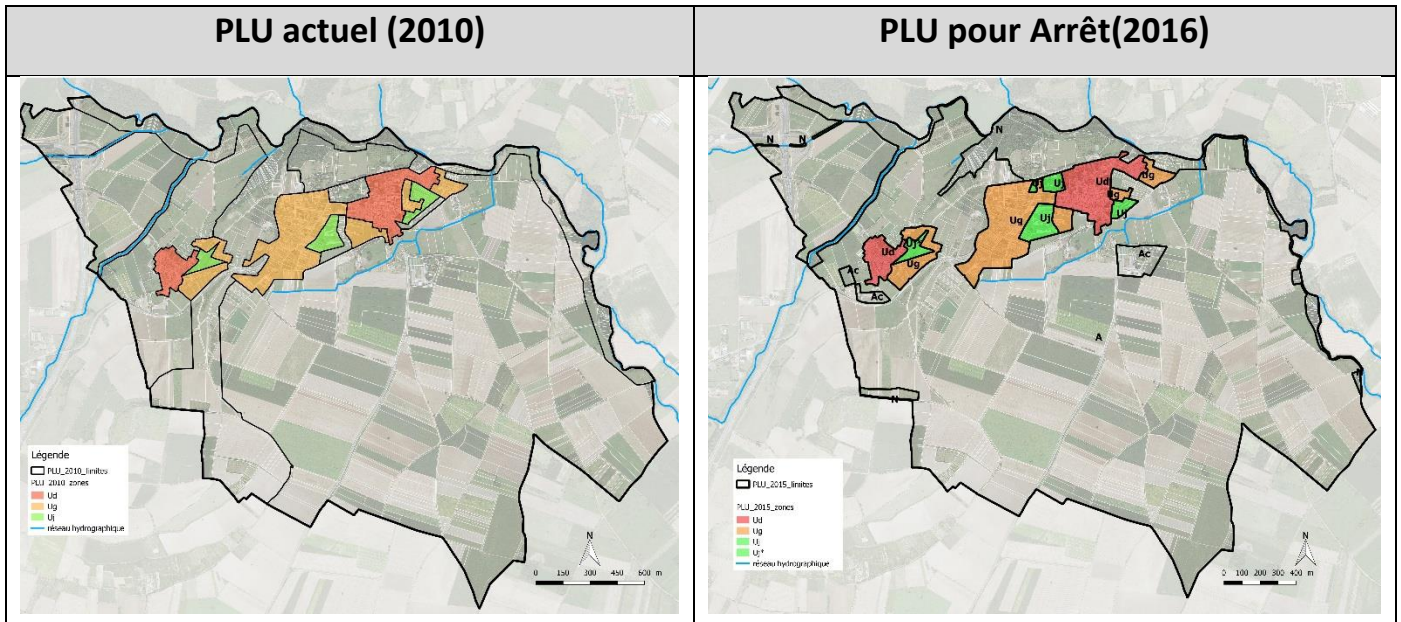 PLU actuel (2010)
PLU pour Arrêt(2016)
Légende
PLU_2010_limites
PLU_2010_zones
Ud
Ug
Uj
réseau hydrographique
N
0 150 300 450 600 m
N
N
N
Ud
Ug
Uj
Ug
Uj
Ug
Uj
Ud
Uj
Ug
Ac
Ac
Ac
A
N
Légende
PLU_2015_limites
PLU_2015_zones
Ud
Ug
Uj
Uj*
réseau hydrographique
N
0 100 200 300 400 m